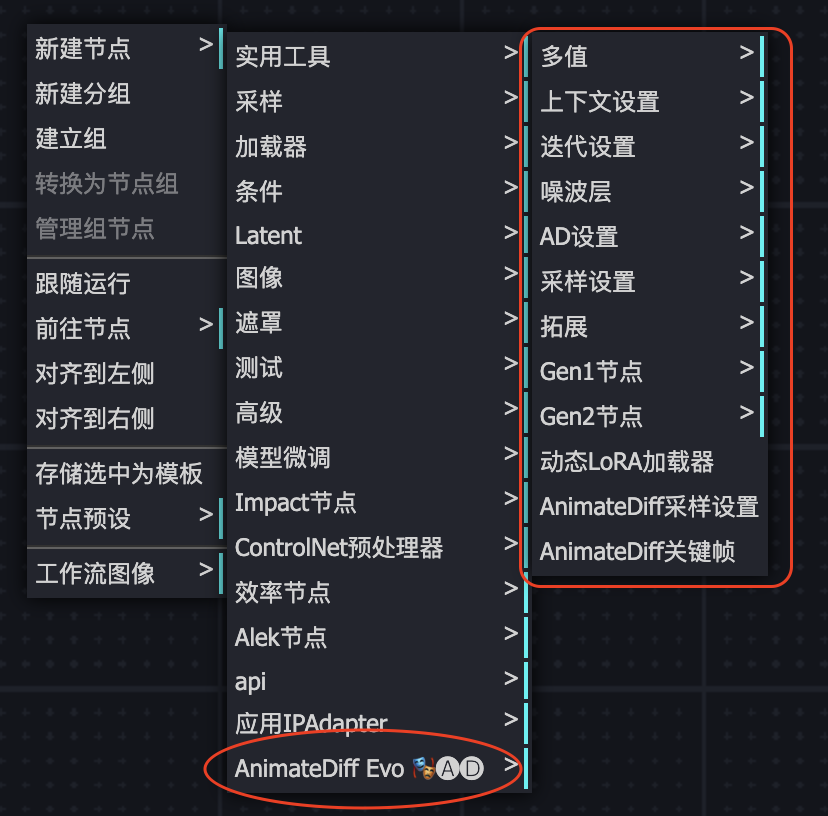 新建节点 >
新建分组
建立组
转换为节点组
管理组节点
跟随运行
前往节点 >
对齐到左侧
对齐到右侧
存储选中为模板
节点预设 >
工作流图像 >
实用工具 >
采样 >
加载器 >
条件 >
Latent >
图像 >
遮罩 >
测试 >
高级 >
模型微调 >
Impact节点 >
ControlNet预处理器 >
效率节点 >
Alek节点 >
api >
应用IPAdapter >
AnimateDiff Evo 🎭🅐🅓 >
多值 >
上下文设置 >
迭代设置 >
噪波层 >
AD设置 >
采样设置 >
拓展 >
Gen1节点 >
Gen2节点 >
动态LoRA加载器
AnimateDiff采样设置
AnimateDiff关键帧